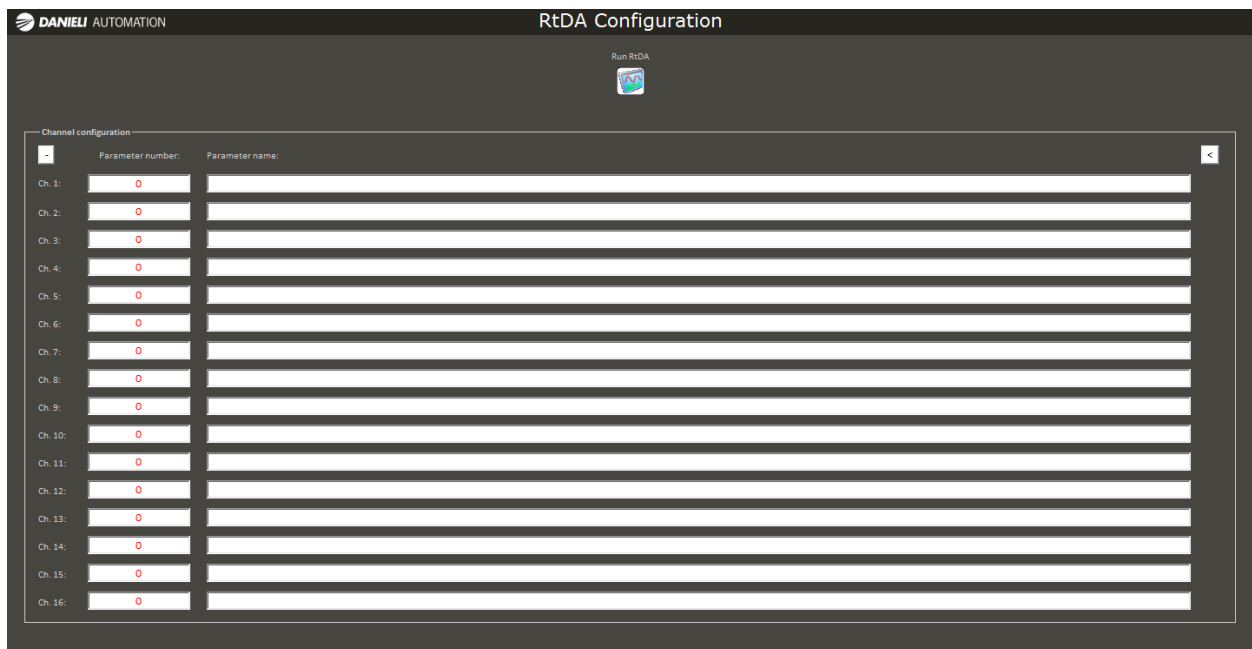 DANIELI AUTOMATION
RtDA Configuration
Run RtDA
Channel configuration
- Parameter number: Parameter name: <
Ch. 1: 0
Ch. 2: 0
Ch. 3: 0
Ch. 4: 0
Ch. 5: 0
Ch. 6: 0
Ch. 7: 0
Ch. 8: 0
Ch. 9: 0
Ch. 10: 0
Ch. 11: 0
Ch. 12: 0
Ch. 13: 0
Ch. 14: 0
Ch. 15: 0
Ch. 16: 0